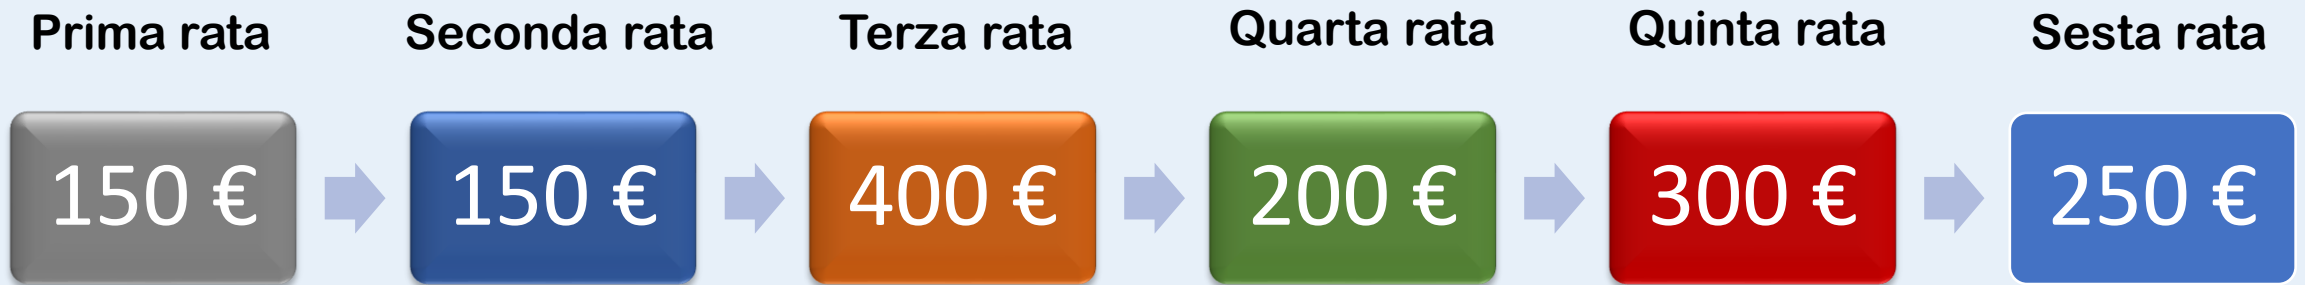 Prima rata
Seconda rata
Terza rata
Quarta rata
Quinta rata
Sesta rata
150 €
150 €
400 €
200 €
300 €
250 €